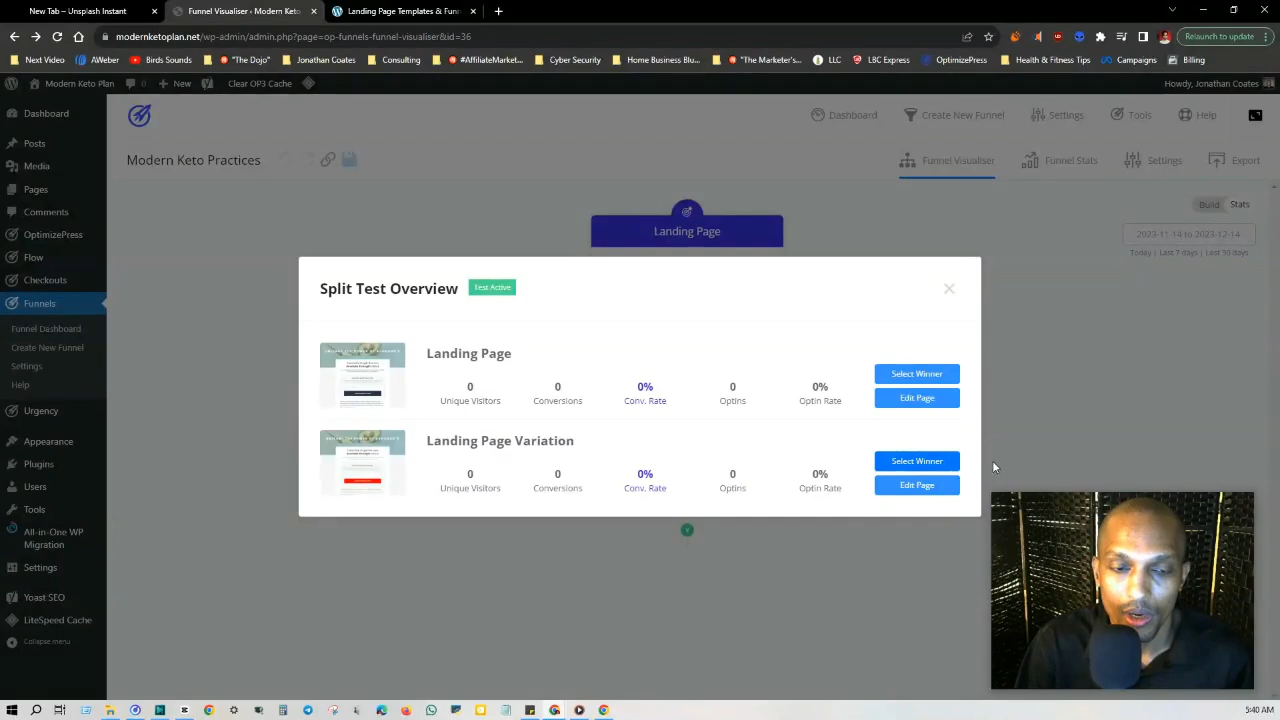 New Tab – Unsplash Instant
Funnel Visualiser ‹ Modern Keto
Landing Page Templates & Funn
modernketoplan.net/wp-admin/admin.php?page=op-funnels-funnel-visualiser&id=36
Relaunch to update
Next Video
AWeber
Birds Sounds
"The Dojo"
Jonathan Coates
Consulting
#AffiliateMarket...
Cyber Security
Home Business Blu...
"The Marketer's...
LLC
LBC Express
OptimizePress
Health & Fitness Tips
Campaigns
Billing
Modern Keto Plan
0
New
Clear OP3 Cache
Howdy, Jonathan Coates
Dashboard
Posts
Media
Pages
Comments
OptimizePress
Flow
Checkouts
Funnels
Funnel Dashboard
Create New Funnel
Settings
Help
Urgency
Appearance
Plugins
Users
Tools
All-in-One WP
Migration
Settings
Yoast SEO
LiteSpeed Cache
Collapse menu
Dashboard
Create New Funnel
Settings
Tools
Help
Modern Keto Practices
Funnel Visualiser
Funnel Stats
Settings
Export
Build
Stats
2023-11-14 to 2023-12-14
Today | Last 7 days | Last 30 days
Landing Page
Split Test Overview
Test Active
Landing Page
0
0
0%
0
0%
Unique Visitors
Conversions
Conv. Rate
Optins
Optin Rate
Select Winner
Edit Page
Landing Page Variation
0
0
0%
0
0%
Unique Visitors
Conversions
Conv. Rate
Optins
Optin Rate
Select Winner
Edit Page
5:40 AM